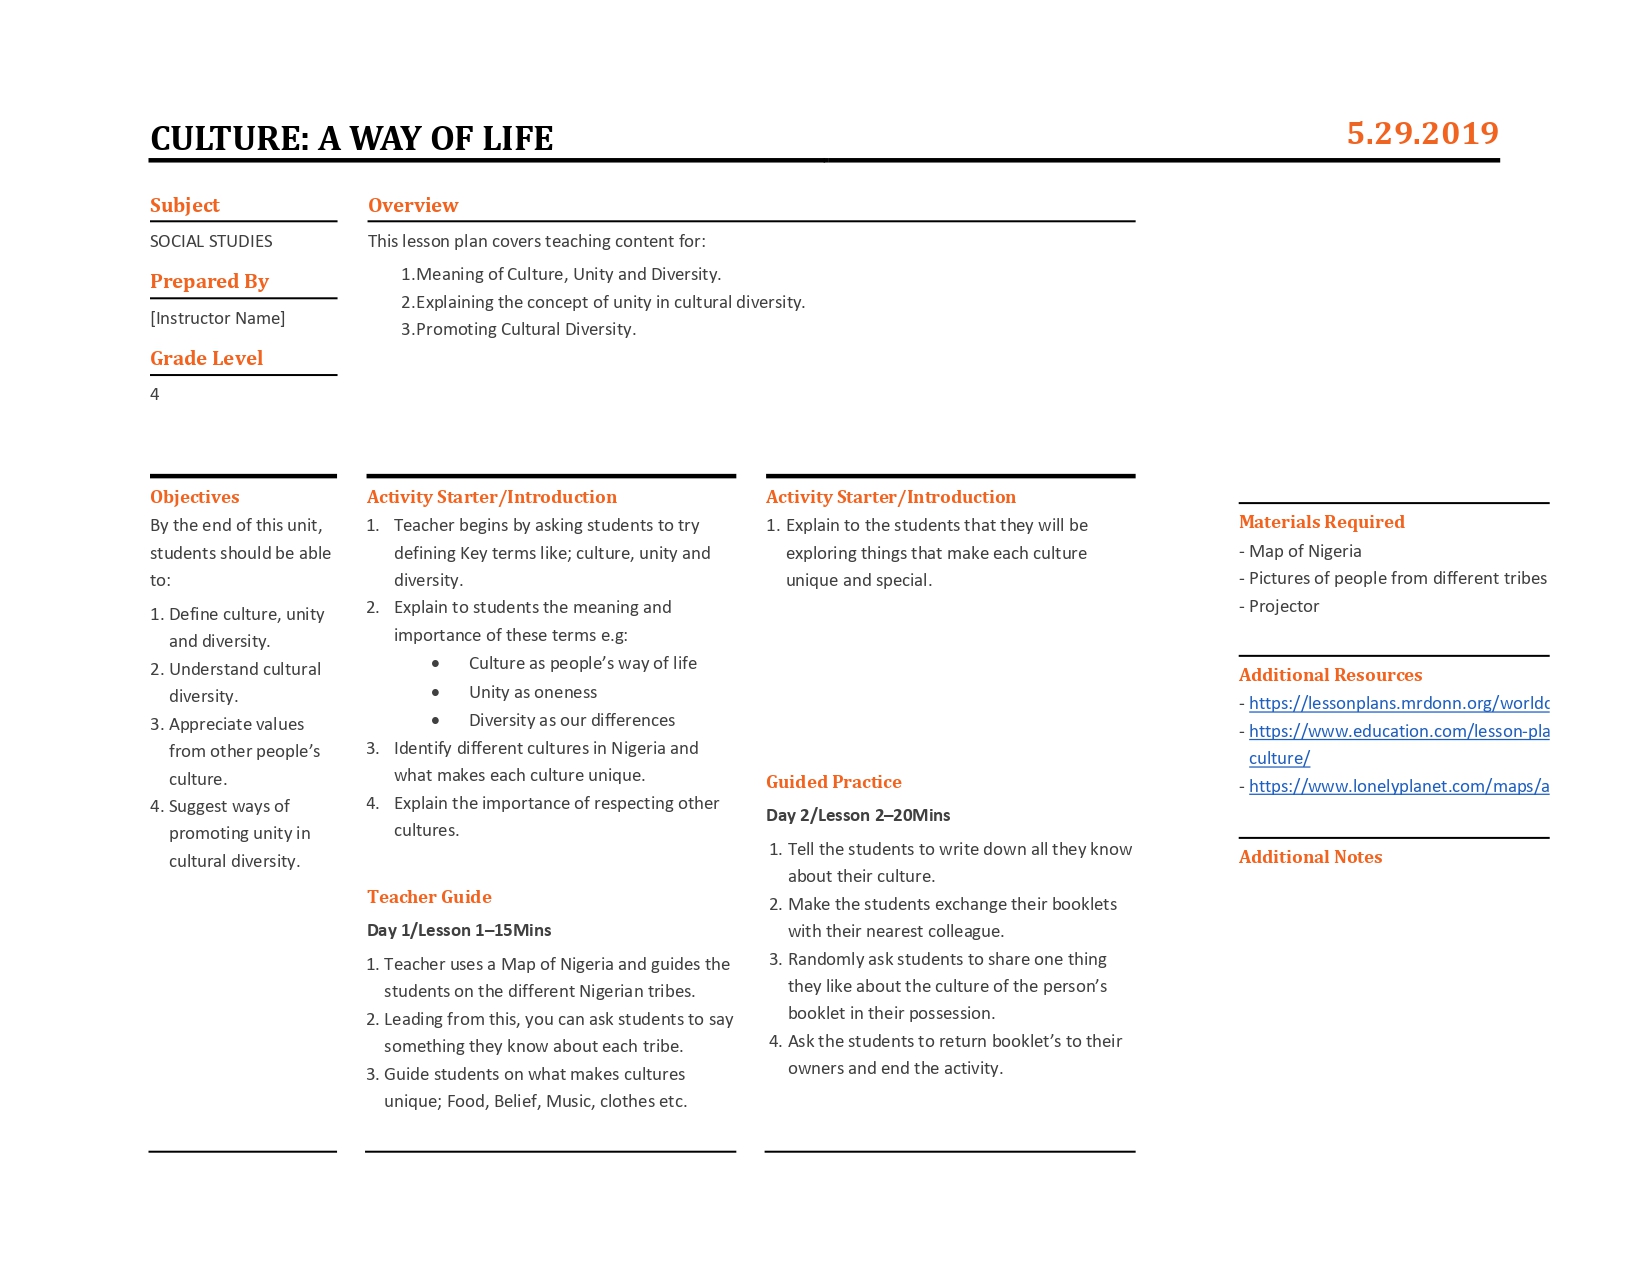 CULTURE: A WAY OF LIFE
5.29.2019
Subject
SOCIAL STUDIES
Prepared By
[Instructor Name]
Grade Level
4
Overview
This lesson plan covers teaching content for:
1.Meaning of Culture, Unity and Diversity.
2.Explaining the concept of unity in cultural diversity.
3.Promoting Cultural Diversity.
Objectives
By the end of this unit,
students should be able
to:
1. Define culture, unity
and diversity.
2. Understand cultural
diversity.
3. Appreciate values
from other people’s
culture.
4. Suggest ways of
promoting unity in
cultural diversity.
Activity Starter/Introduction
1. Teacher begins by asking students to try
defining Key terms like; culture, unity and
diversity.
2. Explain to students the meaning and
importance of these terms e.g:
• Culture as people’s way of life
• Unity as oneness
• Diversity as our differences
3. Identify different cultures in Nigeria and
what makes each culture unique.
4. Explain the importance of respecting other
cultures.
Teacher Guide
Day 1/Lesson 1–15Mins
1. Teacher uses a Map of Nigeria and guides the
students on the different Nigerian tribes.
2. Leading from this, you can ask students to say
something they know about each tribe.
3. Guide students on what makes cultures
unique; Food, Belief, Music, clothes etc.
Activity Starter/Introduction
1. Explain to the students that they will be
exploring things that make each culture
unique and special.
Guided Practice
Day 2/Lesson 2–20Mins
1. Tell the students to write down all they know
about their culture.
2. Make the students exchange their booklets
with their nearest colleague.
3. Randomly ask students to share one thing
they like about the culture of the person’s
booklet in their possession.
4. Ask the students to return booklet’s to their
owners and end the activity.
Materials Required
- Map of Nigeria
- Pictures of people from different tribes
- Projector
Additional Resources
- https://lessonplans.mrdonn.org/world
- https://www.education.com/lesson-pla
culture/
- https://www.lonelyplanet.com/maps/a
Additional Notes